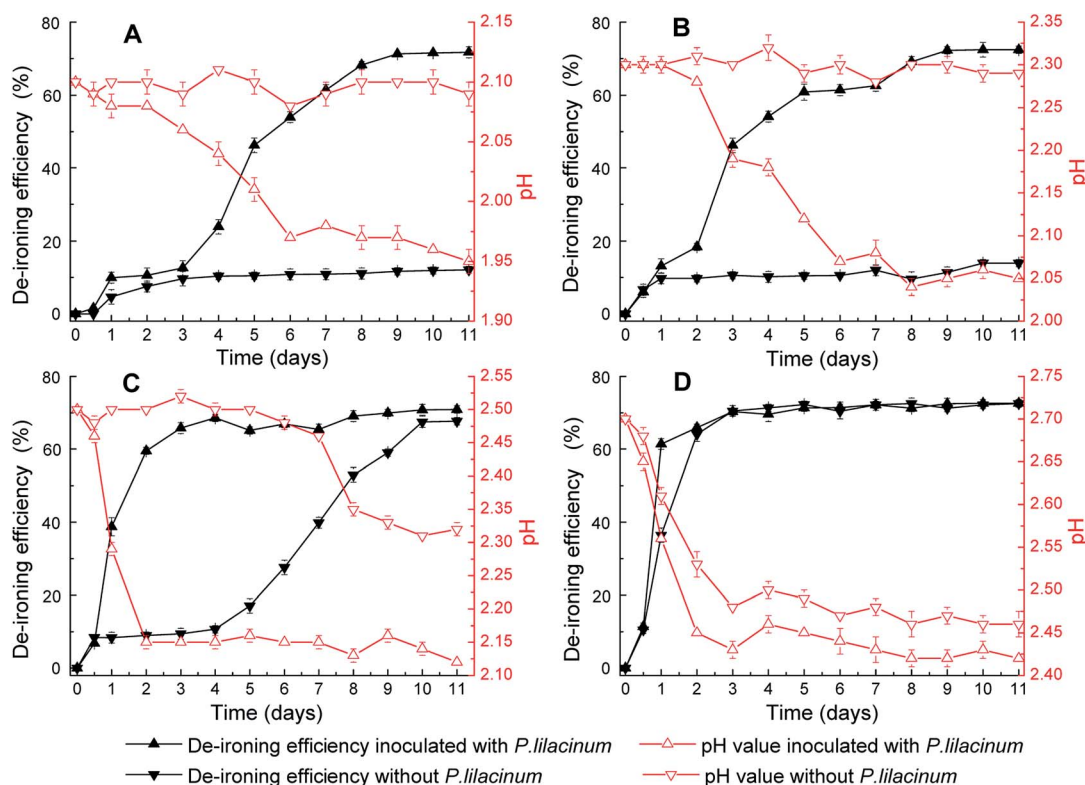 A
De-ironing efficiency (%)
80
60
40
20
0
2.15
2.10
2.05
2.00
1.95
1.90
pH
0 1 2 3 4 5 6 7 8 9 10 11
Time (days)
B
De-ironing efficiency (%)
80
60
40
20
0
2.35
2.30
2.25
2.20
2.15
2.10
2.05
2.00
pH
0 1 2 3 4 5 6 7 8 9 10 11
Time (days)
C
De-ironing efficiency (%)
80
60
40
20
0
2.55
2.50
2.45
2.40
2.35
2.30
2.25
2.20
2.15
2.10
pH
0 1 2 3 4 5 6 7 8 9 10 11
Time (days)
D
De-ironing efficiency (%)
80
60
40
20
0
2.75
2.70
2.65
2.60
2.55
2.50
2.45
2.40
pH
0 1 2 3 4 5 6 7 8 9 10 11
Time (days)
De-ironing efficiency inoculated with P.lilacinum
pH value inoculated with P.lilacinum
De-ironing efficiency without P.lilacinum
pH value without P.lilacinum